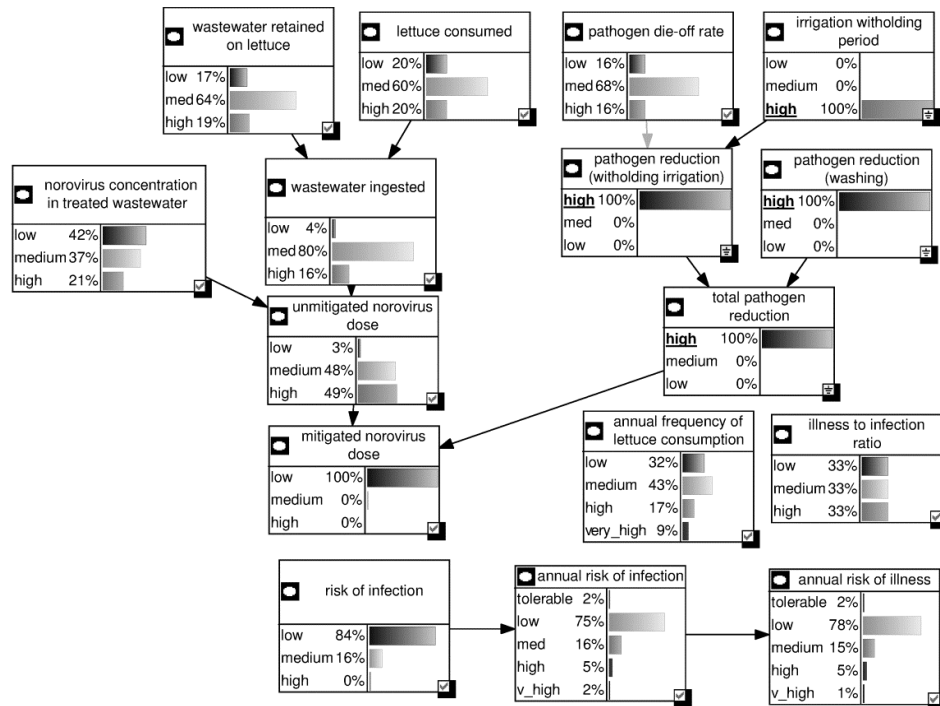 wastewater retained
on lettuce
low 17%
med 64%
high 19%
lettuce consumed
low 20%
med 60%
high 20%
pathogen die-off rate
low 16%
med 68%
high 16%
irrigation witholding
period
low 0%
medium 0%
high 100%
norovirus concentration
in treated wastewater
low 42%
medium 37%
high 21%
wastewater ingested
low 4%
med 80%
high 16%
pathogen reduction
(witholding irrigation)
high 100%
med 0%
low 0%
pathogen reduction
(washing)
high 100%
med 0%
low 0%
unmitigated norovirus
dose
low 3%
medium 48%
high 49%
total pathogen
reduction
high 100%
medium 0%
low 0%
mitigated norovirus
dose
low 100%
medium 0%
high 0%
annual frequency of
lettuce consumption
low 32%
medium 43%
high 17%
very_high 9%
illness to infection
ratio
low 33%
medium 33%
high 33%
risk of infection
low 84%
medium 16%
high 0%
annual risk of infection
tolerable 2%
low 75%
med 16%
high 5%
v_high 2%
annual risk of illness
tolerable 2%
low 78%
medium 15%
high 5%
v_high 1%